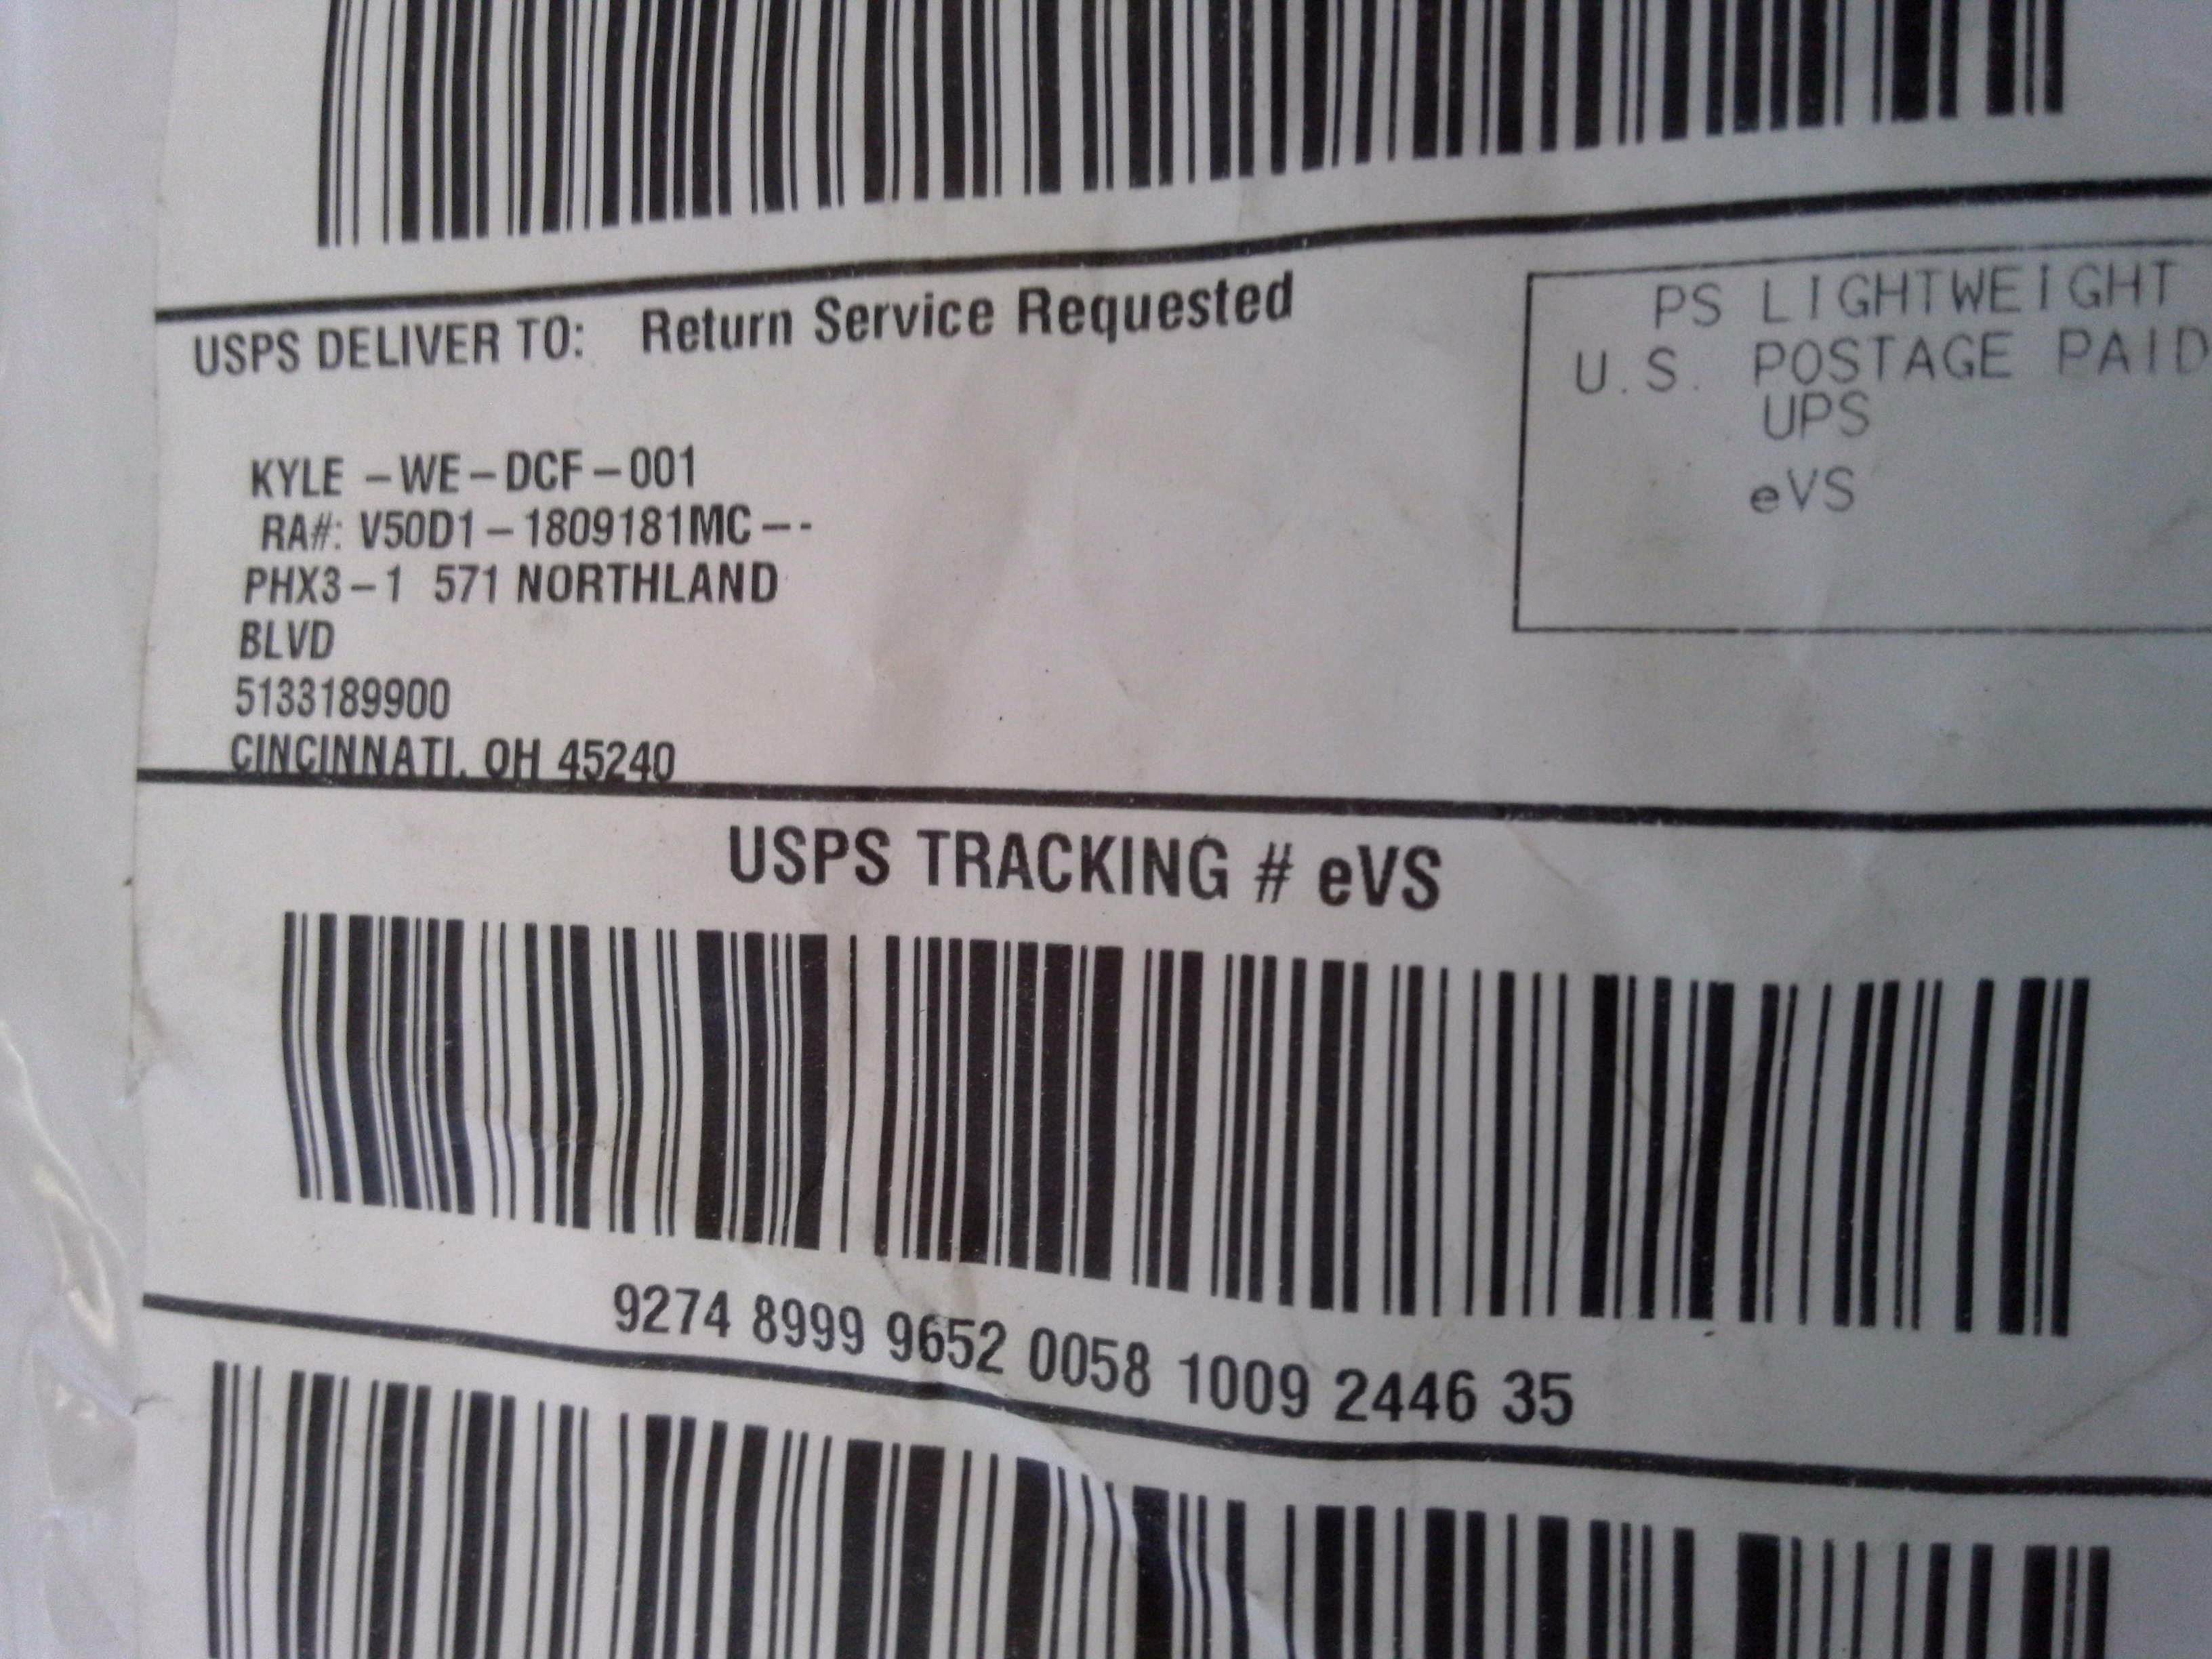 USPS DELIVER TO: Return Service Requested
PS LIGHTWEIGHT
U.S. POSTAGE PAID
UPS
eVS
KYLE -WE-DCF-001
RA#: V50D1-1809181MC---
PHX3-1 571 NORTHLAND
BLVD
5133189900
CINCINNATI, OH 45240
USPS TRACKING # eVS
9274 8999 9652 0058 1009 2446 35